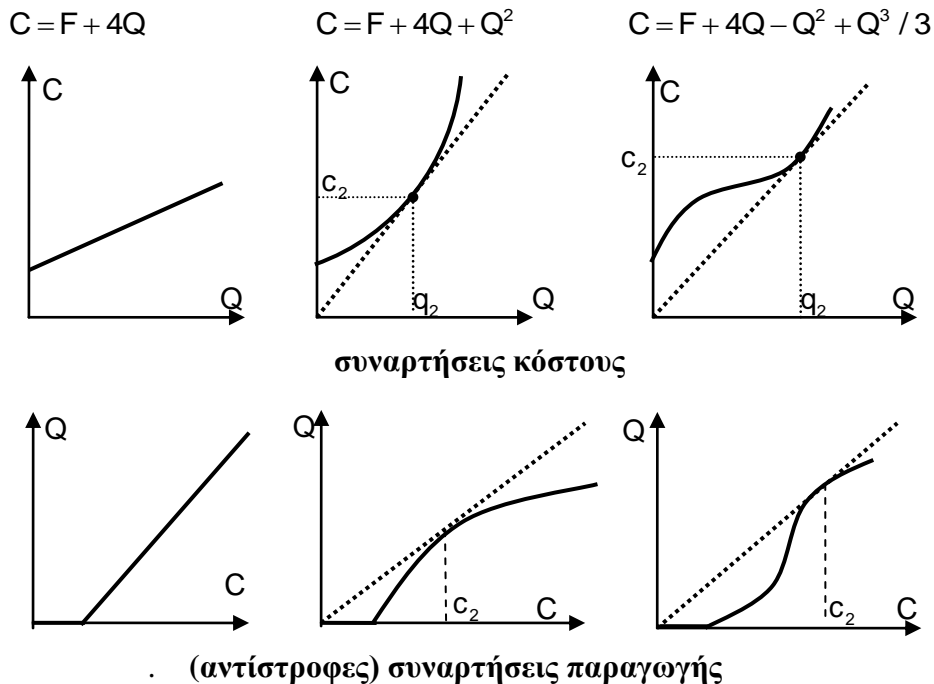 C = F + 4Q
C = F + 4Q + Q²
C = F + 4Q − Q² + Q³ / 3
C
Q
C
c₂
q₂
Q
C
c₂
q₂
Q
συναρτήσεις κόστους
Q
C
Q
c₂
C
Q
c₂
C
. (αντίστροφες) συναρτήσεις παραγωγής